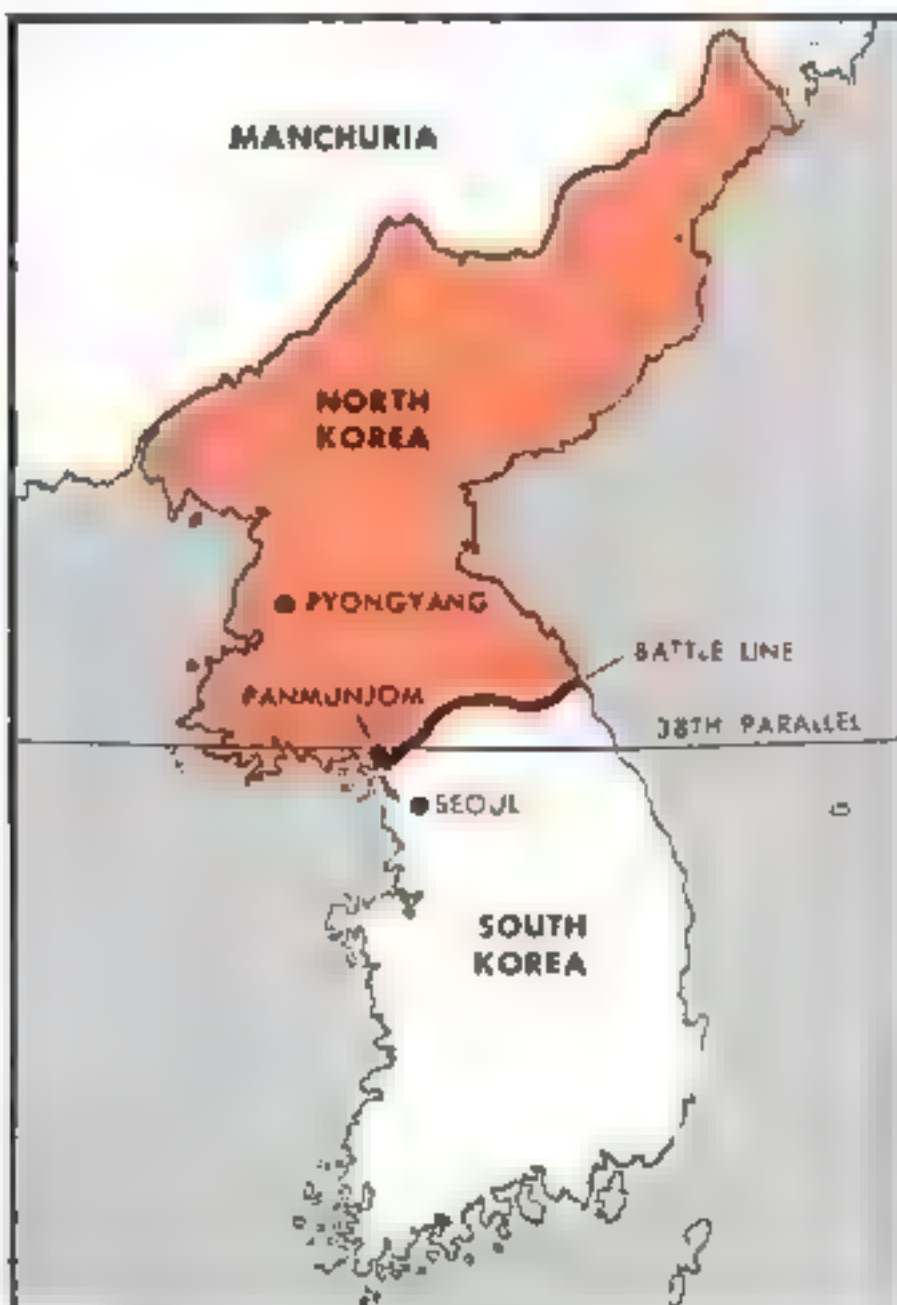 MANCHURIA
NORTH
KOREA
PYONGYANG
BATTLE LINE
PANMUNJOM
38TH PARALLEL
SEOUL
SOUTH
KOREA